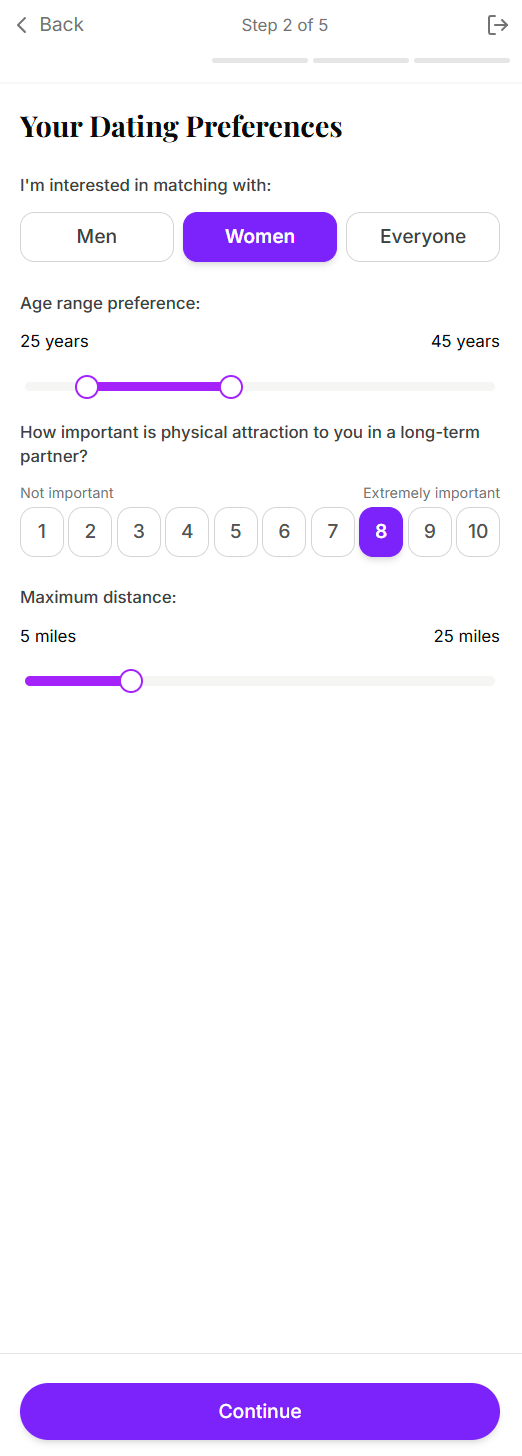 Back
Step 2 of 5
Your Dating Preferences
I'm interested in matching with:
Men
Women
Everyone
Age range preference:
25 years
45 years
How important is physical attraction to you in a long-term
partner?
Not important
Extremely important
1
2
3
4
5
6
7
8
9
10
Maximum distance:
5 miles
25 miles
Continue